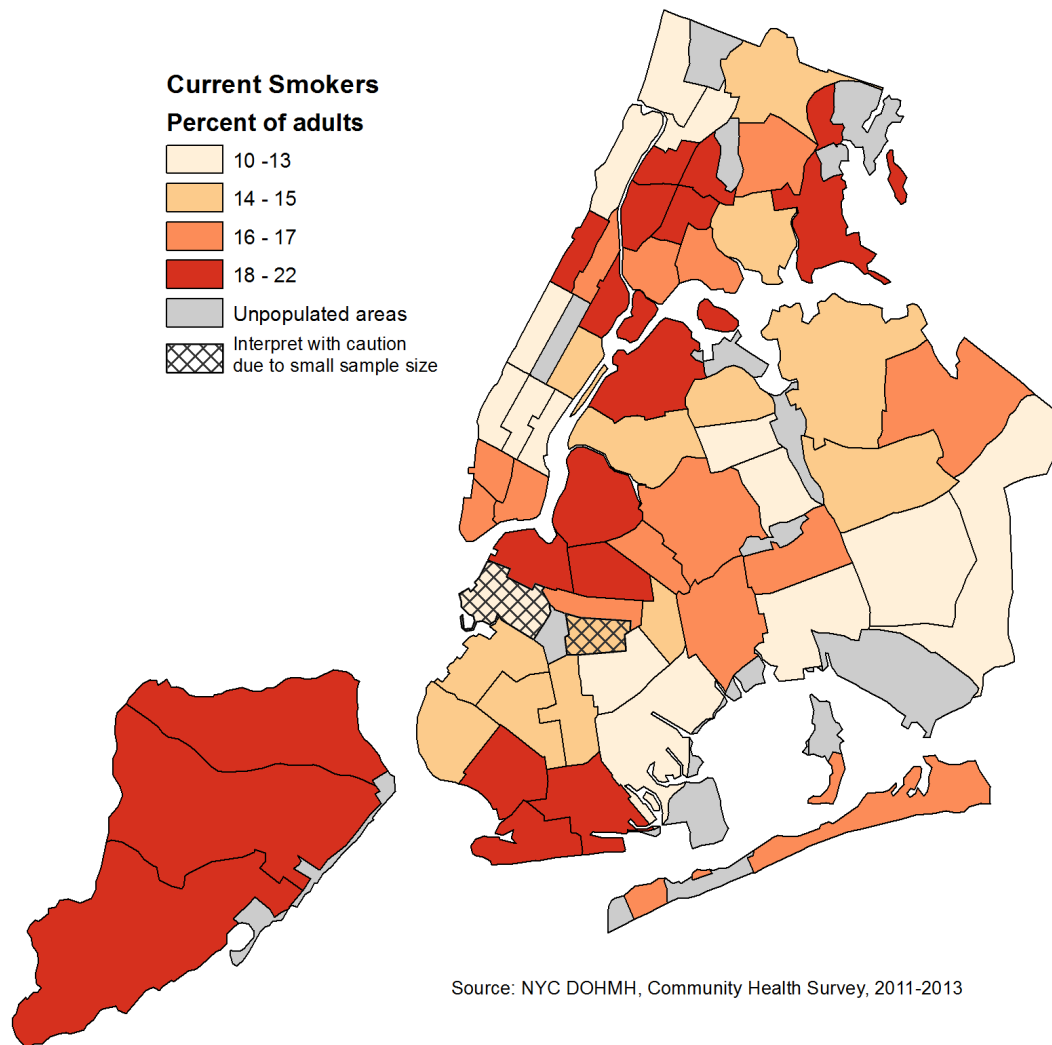 Current Smokers
Percent of adults
10 -13
14 - 15
16 - 17
18 - 22
Unpopulated areas
Interpret with caution
due to small sample size
Source: NYC DOHMH, Community Health Survey, 2011-2013